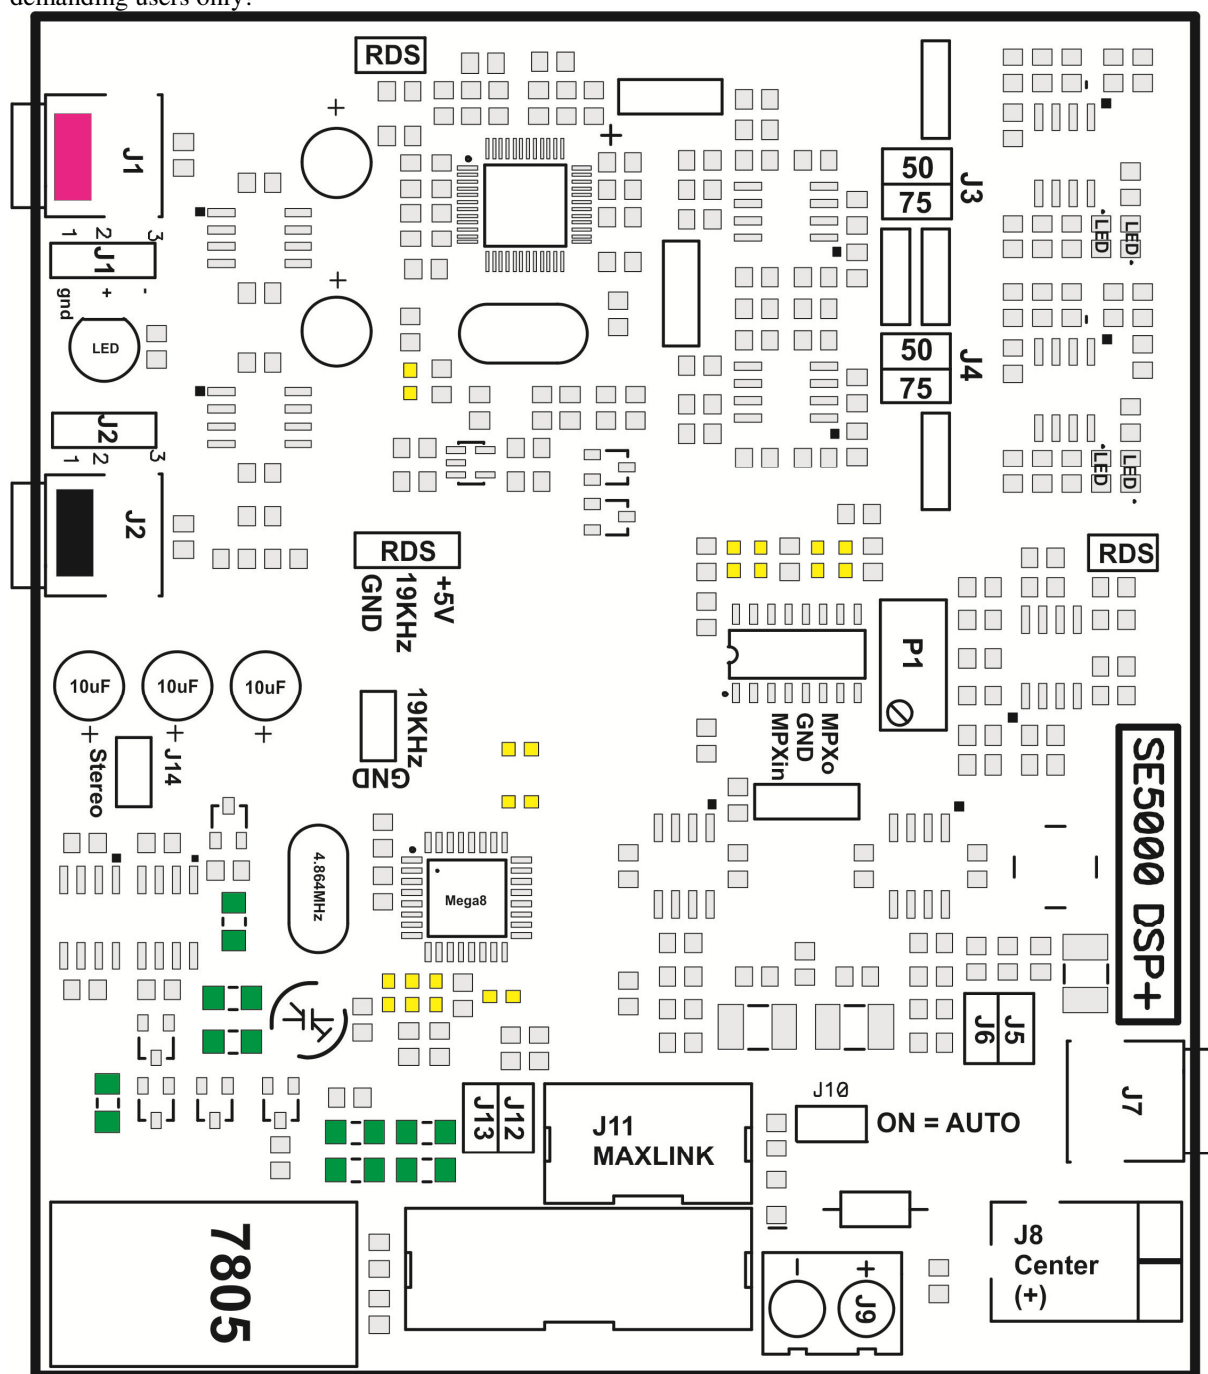 demanding users only.
RDS
+
+
J1
50
75
J3
1 2 3
J1
gnd + -
LED
LED
LED
+
50
75
J4
J2
1 2 3
LED
LED
J2
RDS
GND
19KHz
+5V
RDS
P1
10uF
10uF
10uF
+
+
+
Stereo
J14
19KHz
GND
MPXin
GND
MPXo
SE5000 DSP+
4.864MHz
Mega8
J6
J5
J13
J12
J11
MAXLINK
J10
ON = AUTO
J7
7805
J8
Center
(+)
- +
J9